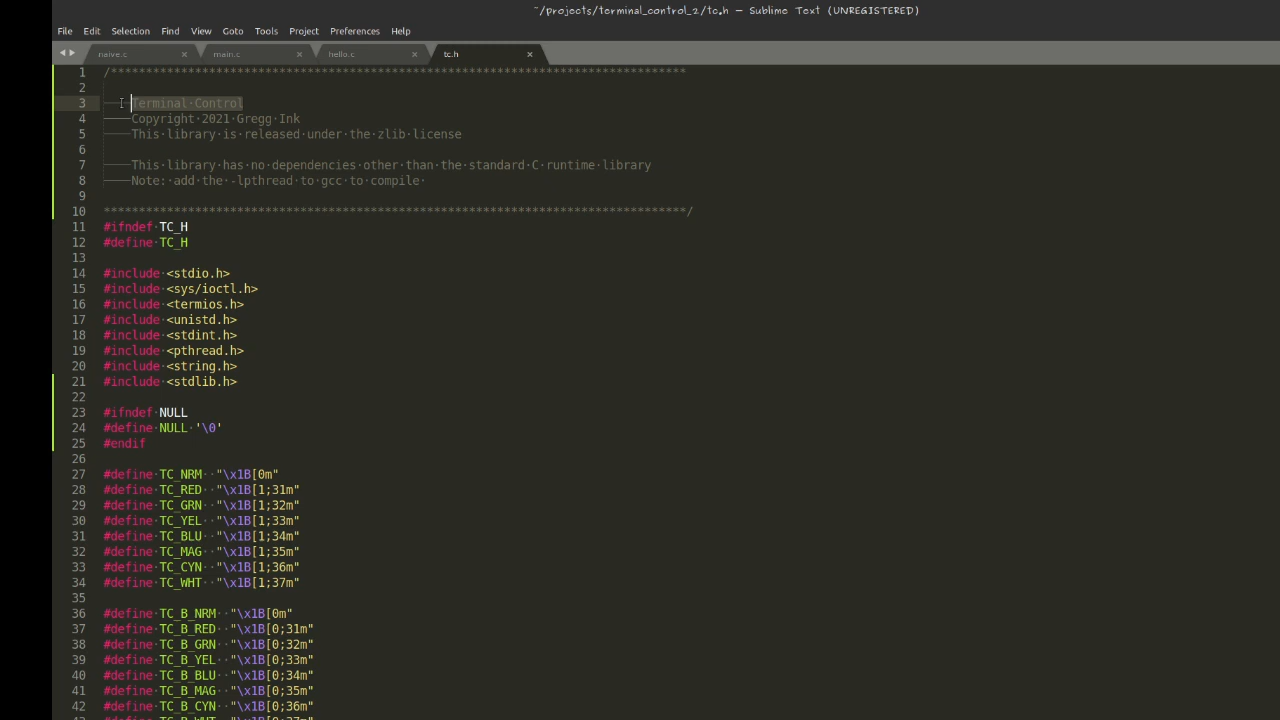 ~/projects/terminal_control_2/tc.h — Sublime Text (UNREGISTERED)
File Edit Selection Find View Goto Tools Project Preferences Help
naive.c × main.c × hello.c × tc.h ×
1 /**********************************************************************************
2
3 Terminal Control
4 Copyright 2021 Gregg Ink
5 This library is released under the zlib license
6
7 This library has no dependencies other than the standard C runtime library
8 Note: add the -lpthread to gcc to compile
9
10 ***********************************************************************************/
11 #ifndef TC_H
12 #define TC_H
13
14 #include <stdio.h>
15 #include <sys/ioctl.h>
16 #include <termios.h>
17 #include <unistd.h>
18 #include <stdint.h>
19 #include <pthread.h>
20 #include <string.h>
21 #include <stdlib.h>
22
23 #ifndef NULL
24 #define NULL '\0'
25 #endif
26
27 #define TC_NRM  "\x1B[0m"
28 #define TC_RED  "\x1B[1;31m"
29 #define TC_GRN  "\x1B[1;32m"
30 #define TC_YEL  "\x1B[1;33m"
31 #define TC_BLU  "\x1B[1;34m"
32 #define TC_MAG  "\x1B[1;35m"
33 #define TC_CYN  "\x1B[1;36m"
34 #define TC_WHT  "\x1B[1;37m"
35
36 #define TC_B_NRM  "\x1B[0m"
37 #define TC_B_RED  "\x1B[0;31m"
38 #define TC_B_GRN  "\x1B[0;32m"
39 #define TC_B_YEL  "\x1B[0;33m"
40 #define TC_B_BLU  "\x1B[0;34m"
41 #define TC_B_MAG  "\x1B[0;35m"
42 #define TC_B_CYN  "\x1B[0;36m"